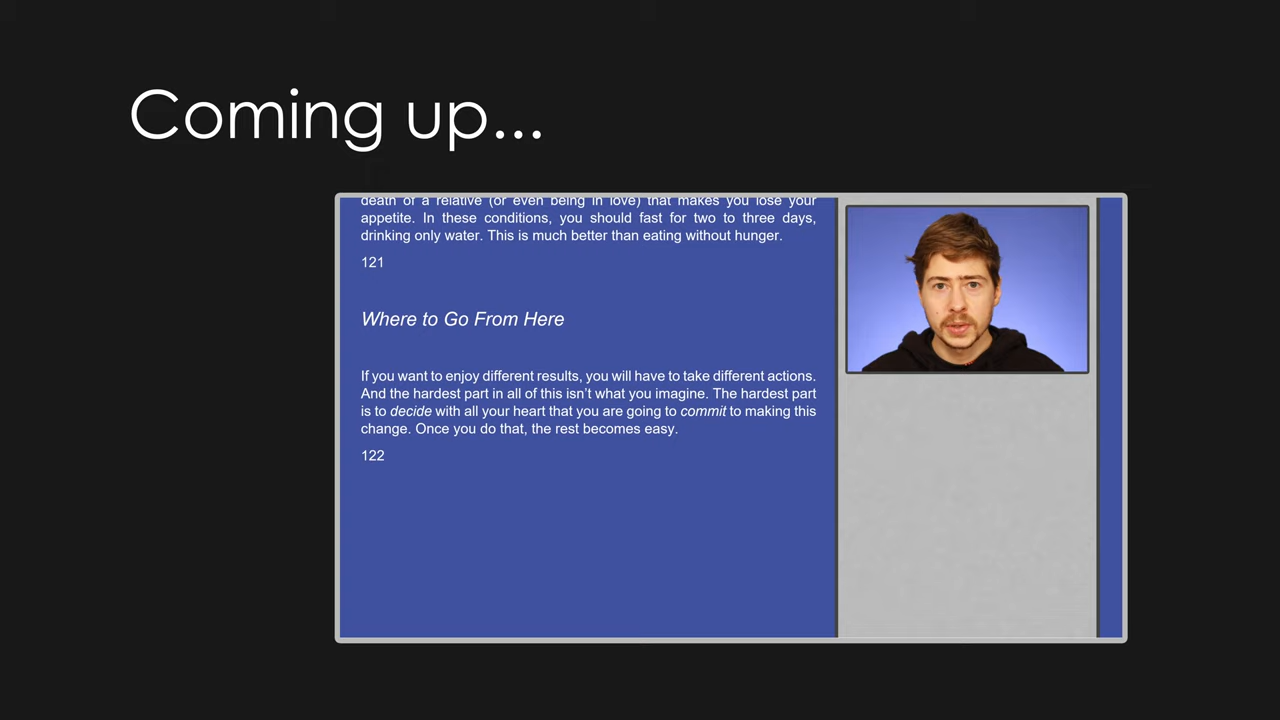 Coming up...
death of a relative (or even being in love) that makes you lose your
appetite. In these conditions, you should fast for two to three days,
drinking only water. This is much better than eating without hunger.
121
Where to Go From Here
If you want to enjoy different results, you will have to take different actions.
And the hardest part in all of this isn’t what you imagine. The hardest part
is to decide with all your heart that you are going to commit to making this
change. Once you do that, the rest becomes easy.
122